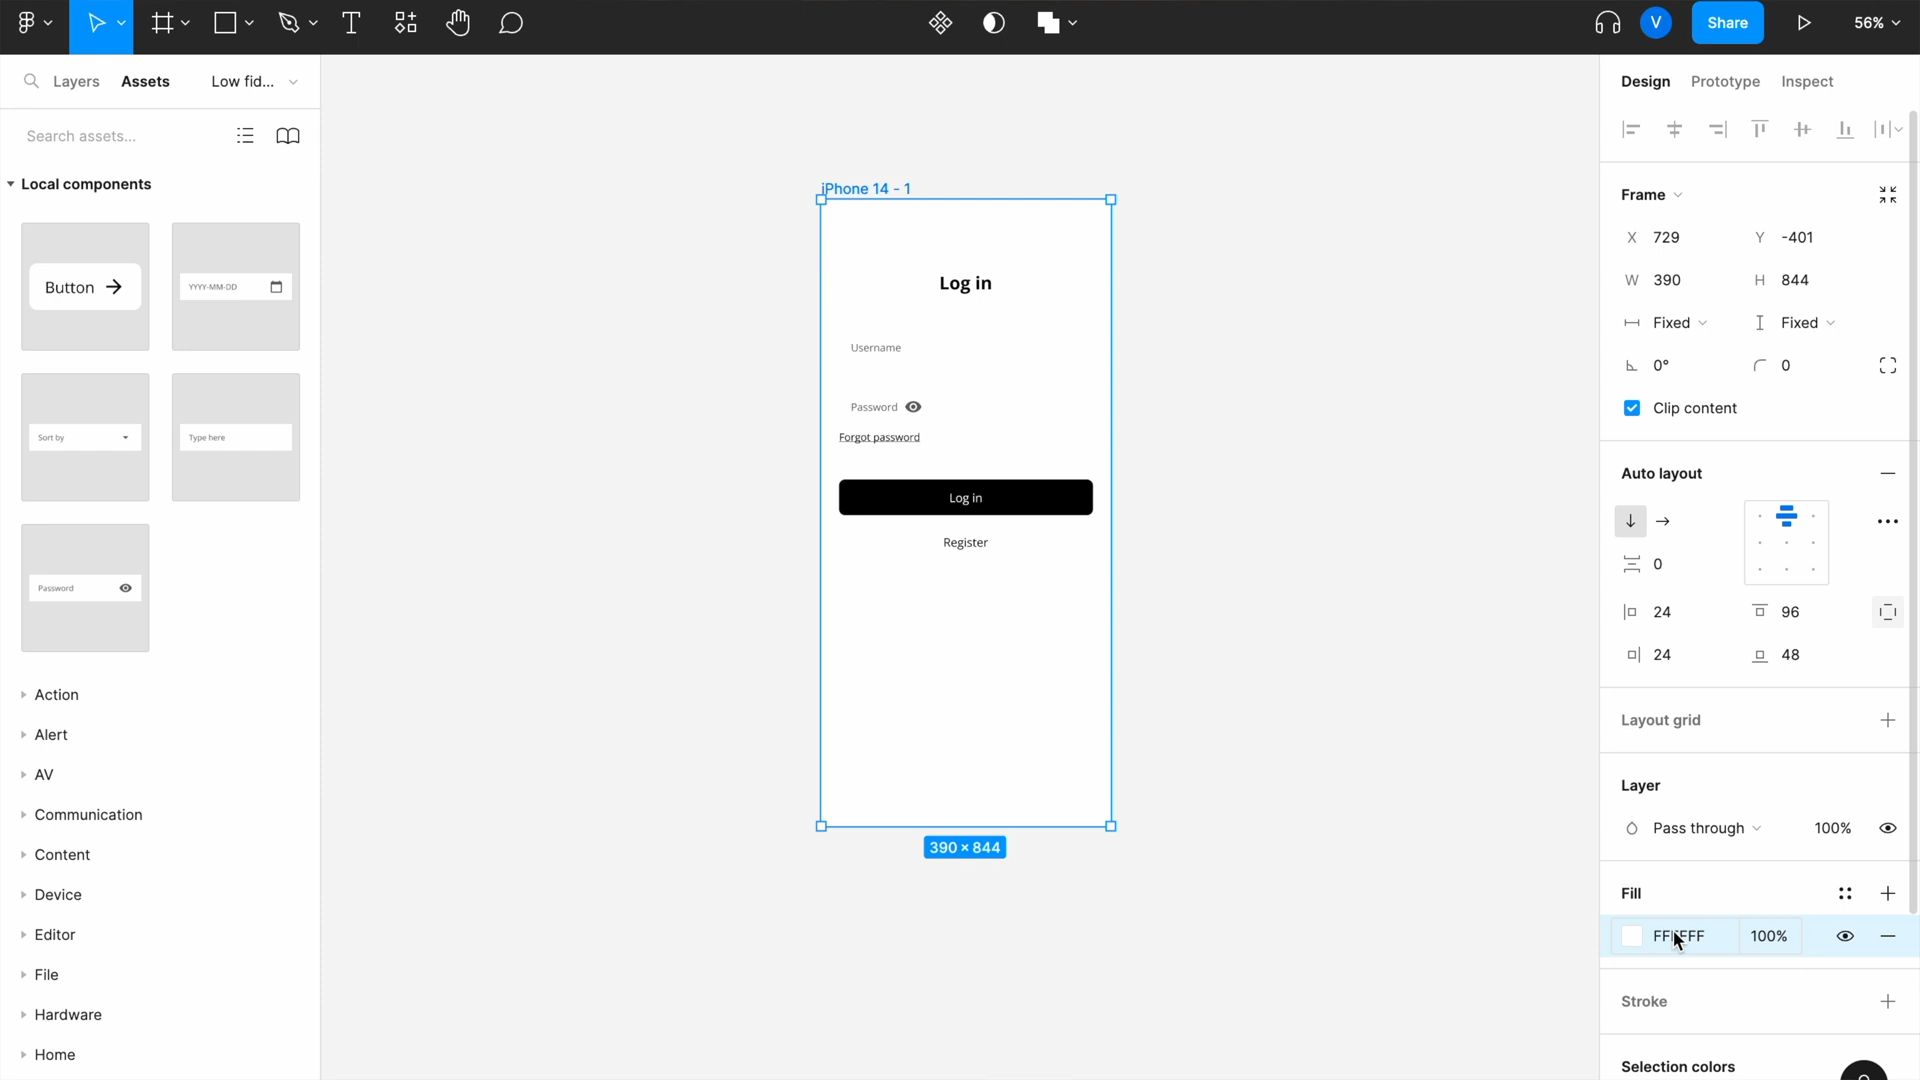 V
Share
56%
Layers
Assets
Low fid...
Search assets...
Local components
Button
YYYY-MM-DD
Sort by
Type here
Password
Action
Alert
AV
Communication
Content
Device
Editor
File
Hardware
Home
iPhone 14 - 1
Log in
Username
Password
Forgot password
Log in
Register
390 × 844
Design
Prototype
Inspect
Frame
X 729
Y -401
W 390
H 844
Fixed
Fixed
0°
0
Clip content
Auto layout
0
24
96
24
48
Layout grid
Layer
Pass through
100%
Fill
FFFFFF
100%
Stroke
Selection colors